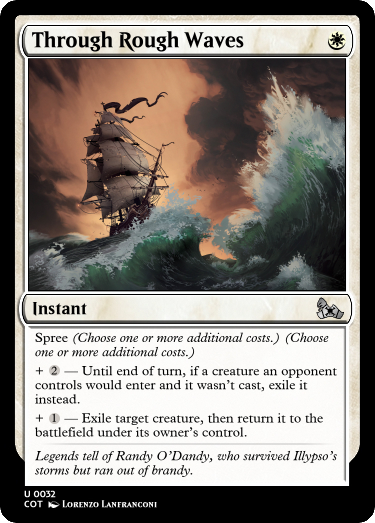 Through Rough Waves
Instant
Spree (Choose one or more additional costs.) (Choose
one or more additional costs.)
+ 2 — Until end of turn, if a creature an opponent
controls would enter and it wasn't cast, exile it
instead.
+ 1 — Exile target creature, then return it to the
battlefield under its owner's control.
Legends tell of Randy O'Dandy, who survived Illypso's
storms but ran out of brandy.
U 0032
COT Lorenzo Lanfranconi